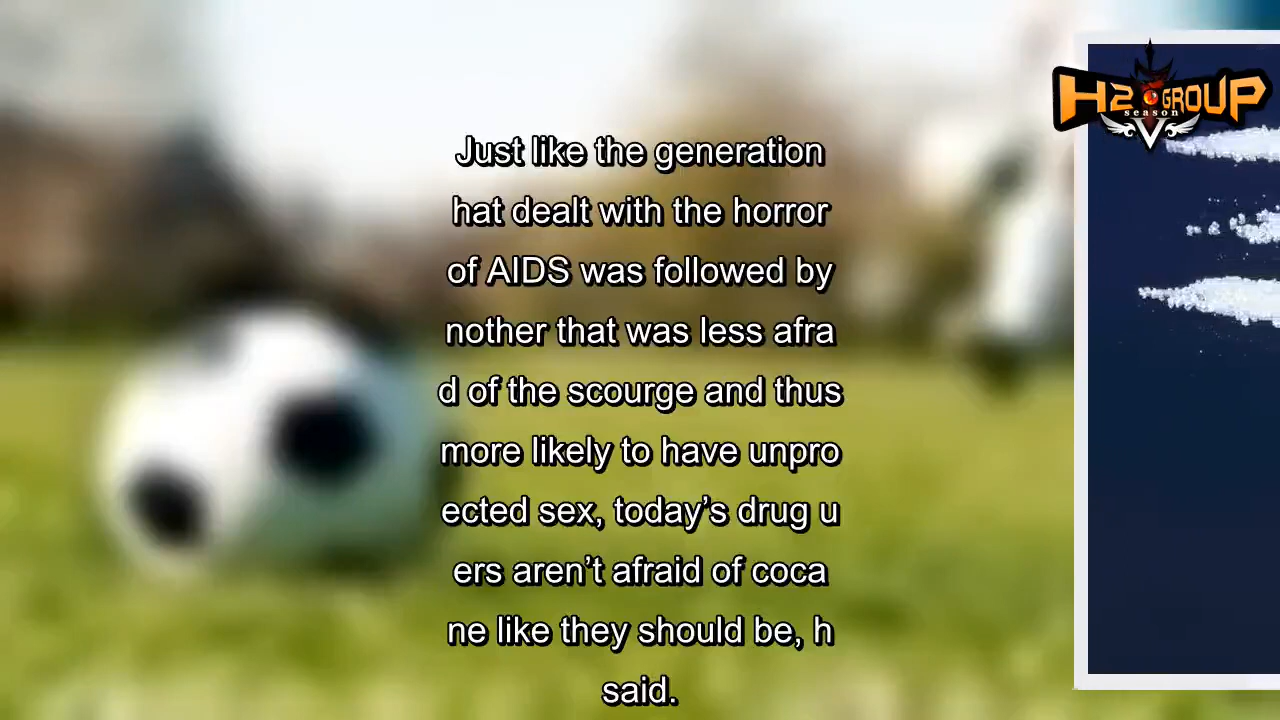 Just like the generation
hat dealt with the horror
of AIDS was followed by
nother that was less afra
d of the scourge and thus
more likely to have unpro
ected sex, today’s drug u
ers aren’t afraid of coca
ne like they should be, h
said.
H2 GROUP
season
V